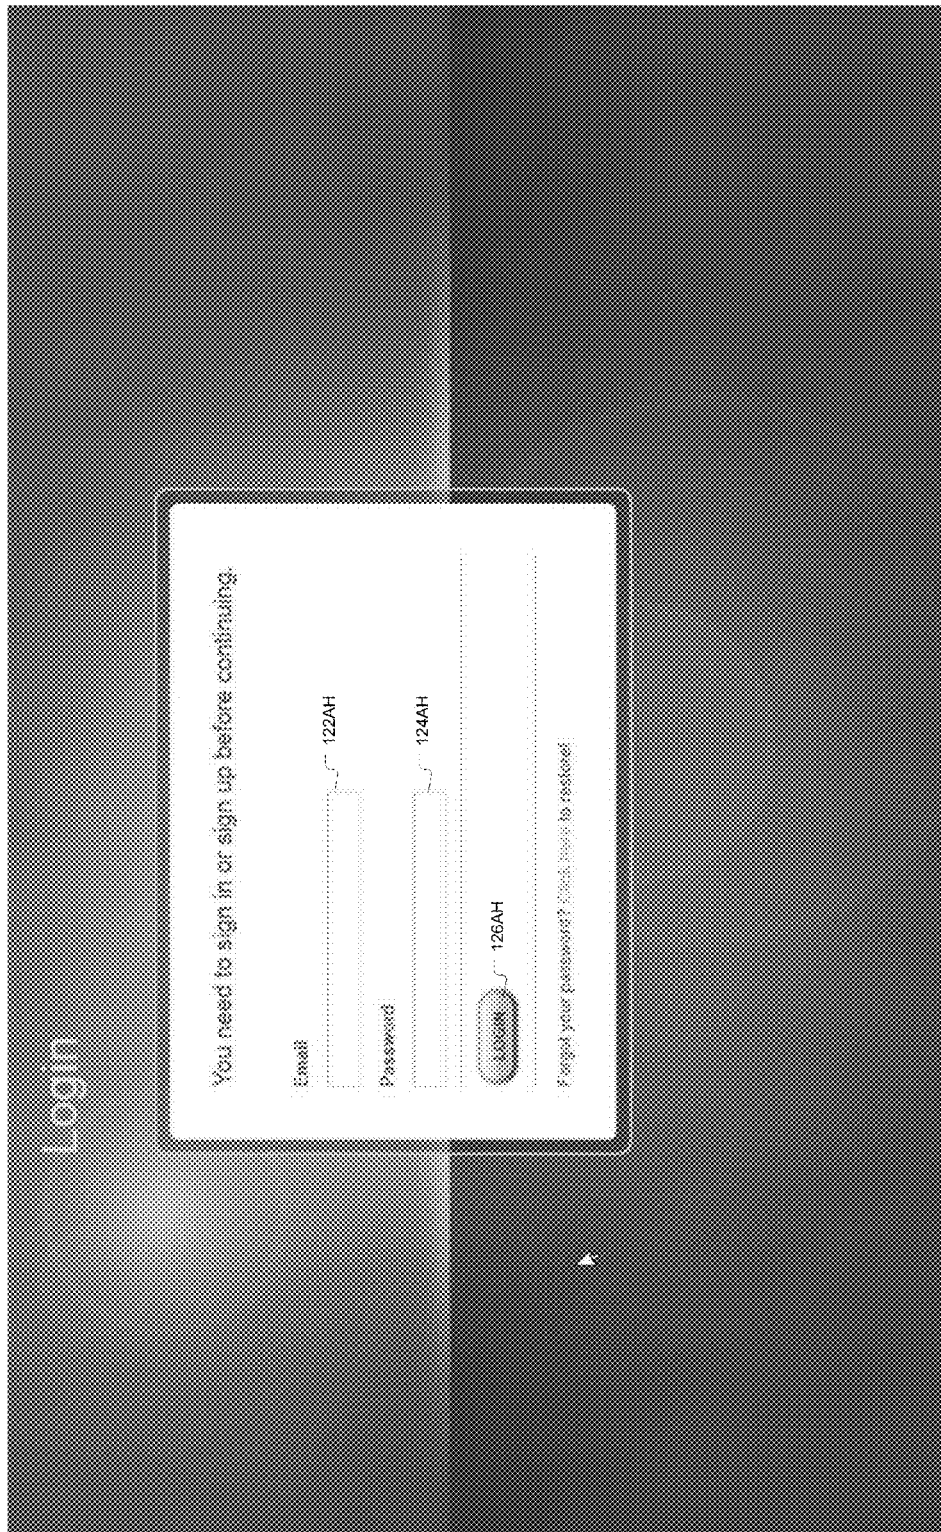 Login
You need to sign in or sign up before continuing.
Email
122AH
Password
124AH
LOGIN
126AH
Forgot your password? Click here to restore!